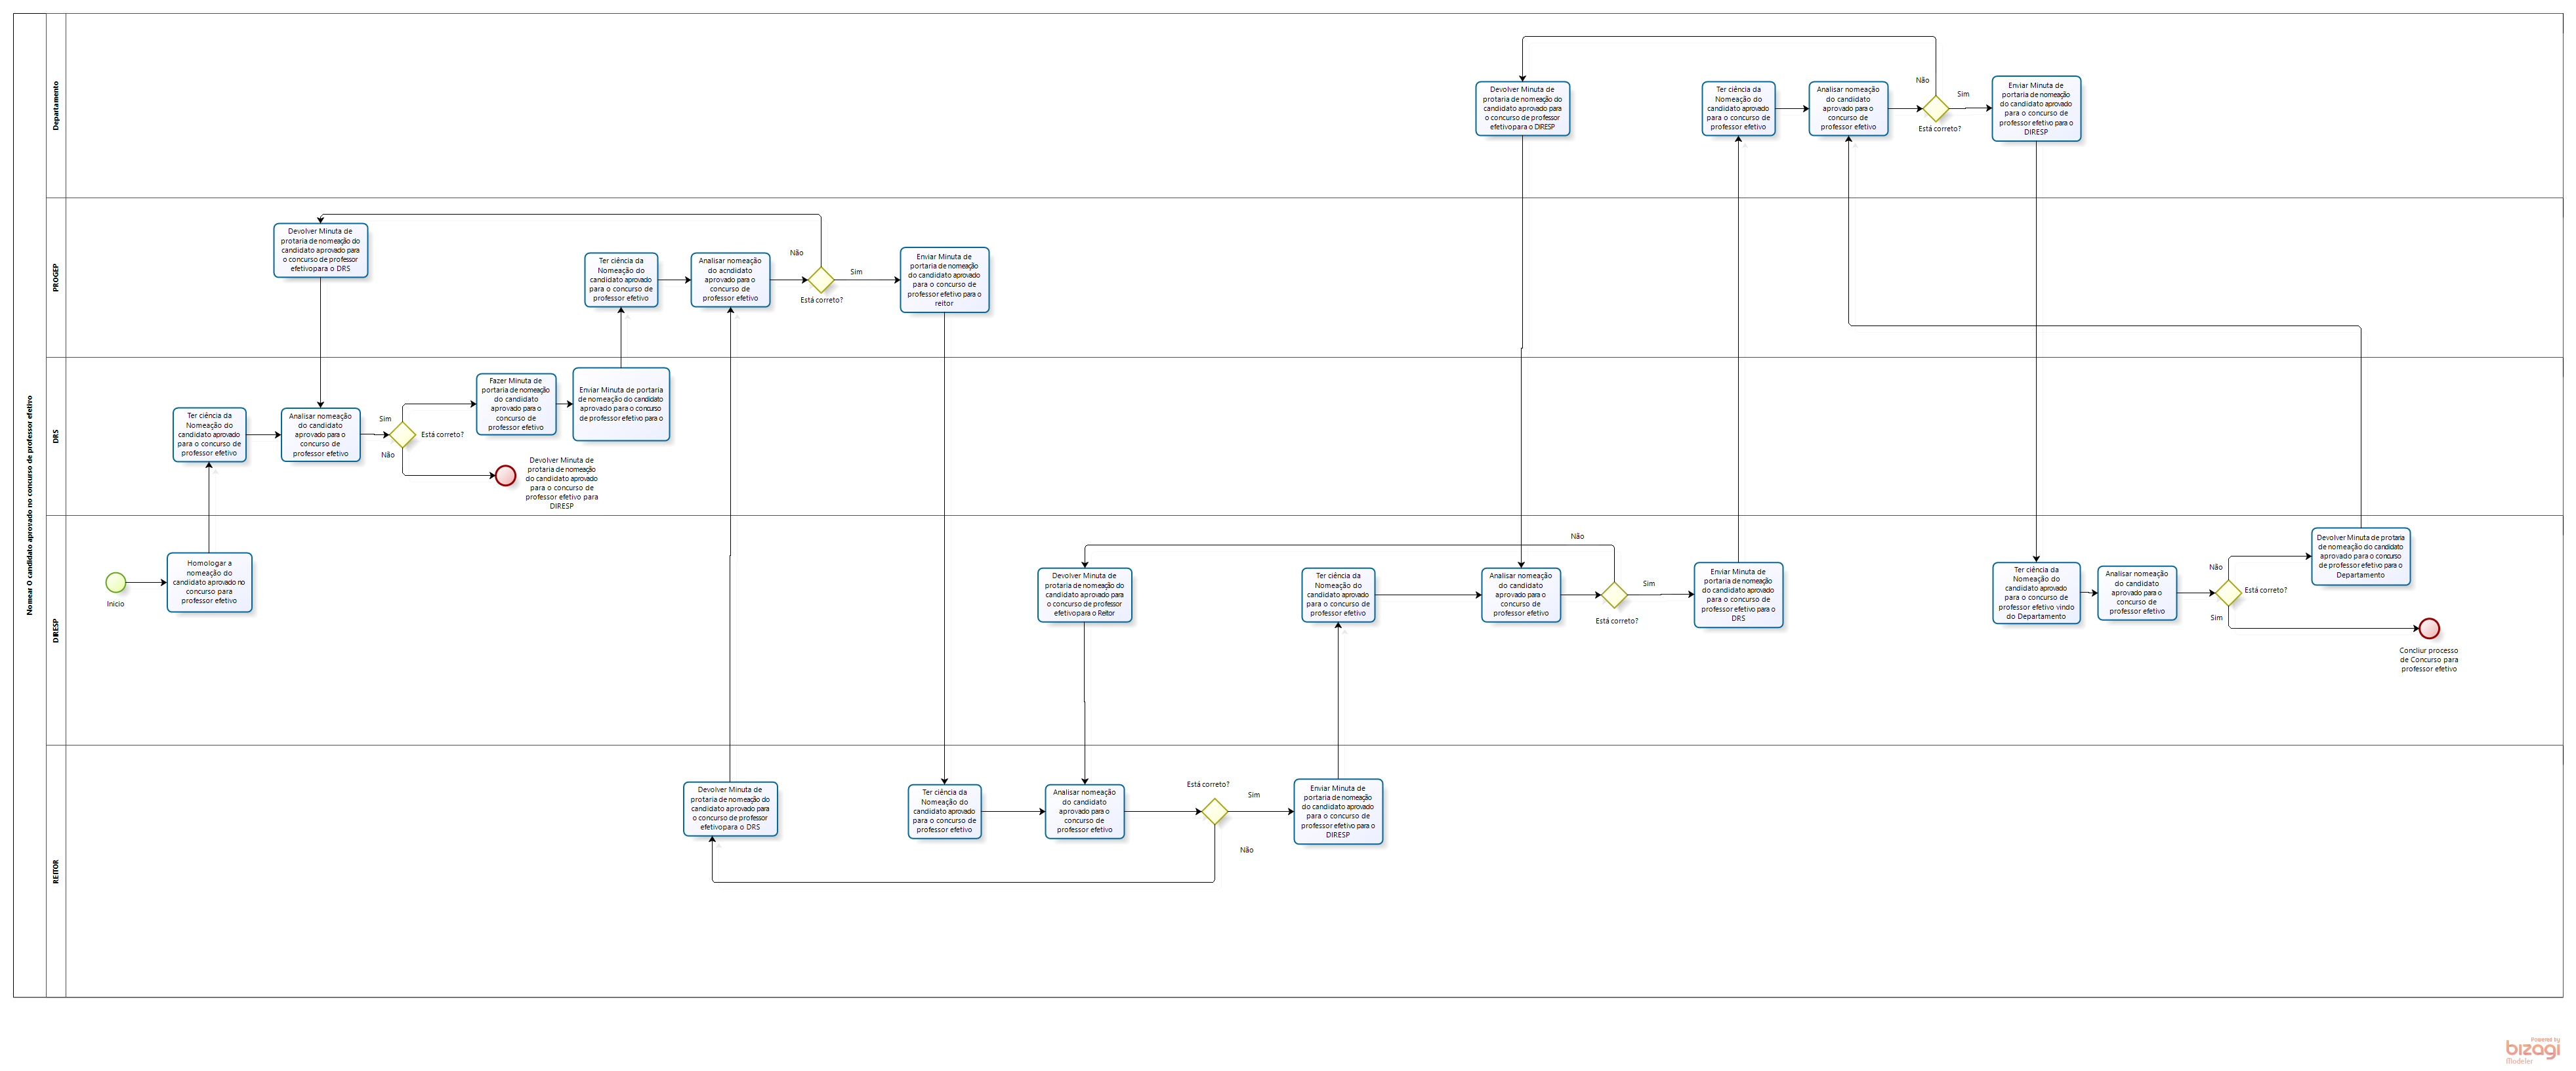 Nomear O candidato aprovado no concurso de professor efetivo
Departamento
Devolver Minuta de
protaria de nomeação do
candidato aprovado para
o concurso de professor
efetivopara o DIRESP
Ter ciência da
Nomeação do
candidato aprovado
para o concurso de
professor efetivo
Analisar nomeação
do candidato
aprovado para o
concurso de
professor efetivo
Não
Está correto?
Sim
Enviar Minuta de
portaria de nomeação
do candidato aprovado
para o concurso de
professor efetivo para o
DIRESP
PROGEP
Devolver Minuta de
protaria de nomeação do
candidato aprovado para
o concurso de professor
efetivopara o DRS
Ter ciência da
Nomeação do
candidato aprovado
para o concurso de
professor efetivo
Analisar nomeação
do acndidato
aprovado para o
concurso de
professor efetivo
Não
Está correto?
Sim
Enviar Minuta de
portaria de nomeação
do candidato aprovado
para o concurso de
professor efetivo para o
reitor
DRS
Ter ciência da
Nomeação do
candidato aprovado
para o concurso de
professor efetivo
Analisar nomeação
do candidato
aprovado para o
concurso de
professor efetivo
Sim
Está correto?
Não
Fazer Minuta de
portaria de nomeação
do candidato
aprovado para o
concurso de
professor efetivo
Enviar Minuta de portaria
de nomeação do candidato
aprovado para o concurso
de professor efetivo para o
Devolver Minuta de
protaria de nomeação
do candidato aprovado
para o concurso de
professor efetivo para
DIRESP
DIRESP
Inicio
Homologar a
nomeação do
candidato aprovado no
concurso para
professor efetivo
Devolver Minuta de
protaria de nomeação do
candidato aprovado para
o concurso de professor
efetivopara o Reitor
Ter ciência da
Nomeação do
candidato aprovado
para o concurso de
professor efetivo
Analisar nomeação
do candidato
aprovado para o
concurso de
professor efetivo
Não
Está correto?
Sim
Enviar Minuta de
portaria de nomeação
do candidato aprovado
para o concurso de
professor efetivo para o
DRS
Ter ciência da
Nomeação do
candidato aprovado
para o concurso de
professor efetivo vindo
do Departamento
Analisar nomeação
do candidato
aprovado para o
concurso de
professor efetivo
Não
Está correto?
Sim
Devolver Minuta de protaria
de nomeação do candidato
aprovado para o concurso
de professor efetivo para o
Departamento
Concliur processo
de Concurso para
professor efetivo
REITOR
Devolver Minuta de
protaria de nomeação do
candidato aprovado para
o concurso de professor
efetivopara o DRS
Ter ciência da
Nomeação do
candidato aprovado
para o concurso de
professor efetivo
Analisar nomeação
do candidato
aprovado para o
concurso de
professor efetivo
Está correto?
Sim
Não
Enviar Minuta de
portaria de nomeação
do candidato aprovado
para o concurso de
professor efetivo para o
DIRESP
Powered by
bizagi
Modeler